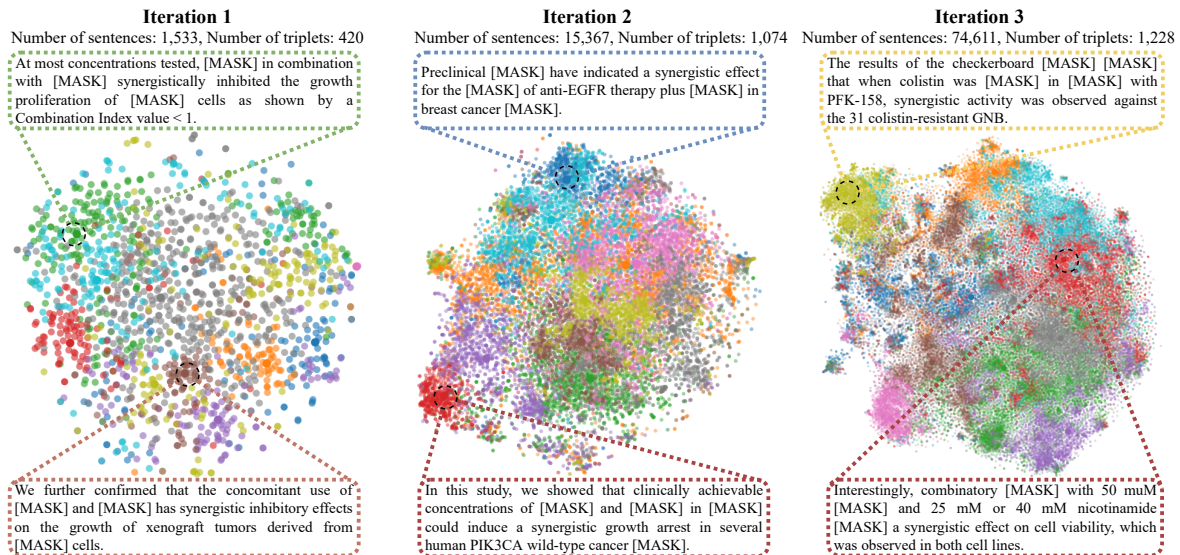 Iteration 1
Number of sentences: 1,533, Number of triplets: 420
At most concentrations tested, [MASK] in combination
with [MASK] synergistically inhibited the growth
proliferation of [MASK] cells as shown by a
Combination Index value < 1.
We further confirmed that the concomitant use of
[MASK] and [MASK] has synergistic inhibitory effects
on the growth of xenograft tumors derived from
[MASK] cells.
Iteration 2
Number of sentences: 15,367, Number of triplets: 1,074
Preclinical [MASK] have indicated a synergistic effect
for the [MASK] of anti-EGFR therapy plus [MASK] in
breast cancer [MASK].
In this study, we showed that clinically achievable
concentrations of [MASK] and [MASK] in [MASK]
could induce a synergistic growth arrest in several
human PIK3CA wild-type cancer [MASK].
Iteration 3
Number of sentences: 74,611, Number of triplets: 1,228
The results of the checkerboard [MASK] [MASK]
that when colistin was [MASK] in [MASK] with
PFK-158, synergistic activity was observed against
the 31 colistin-resistant GNB.
Interestingly, combinatory [MASK] with 50 muM
[MASK] and 25 mM or 40 mM nicotinamide
[MASK] a synergistic effect on cell viability, which
was observed in both cell lines.